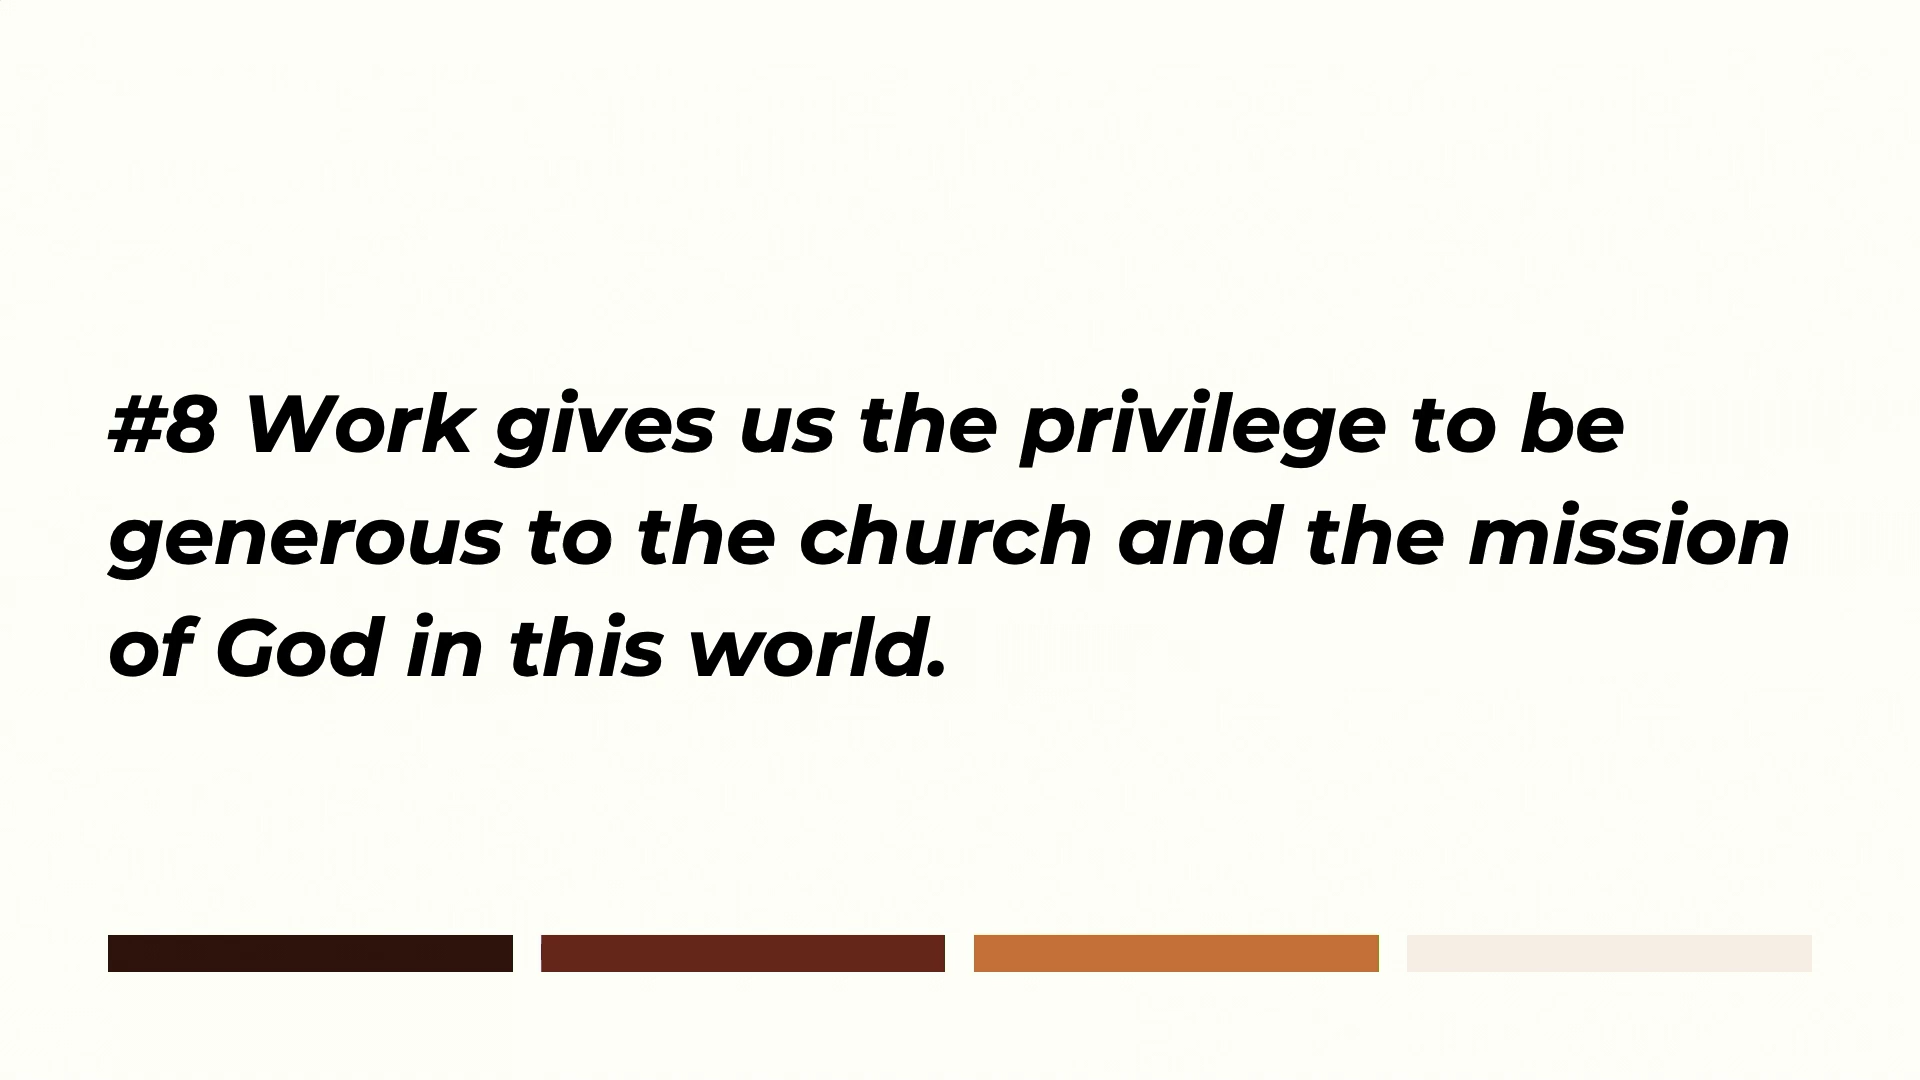 #8 Work gives us the privilege to be
generous to the church and the mission
of God in this world.